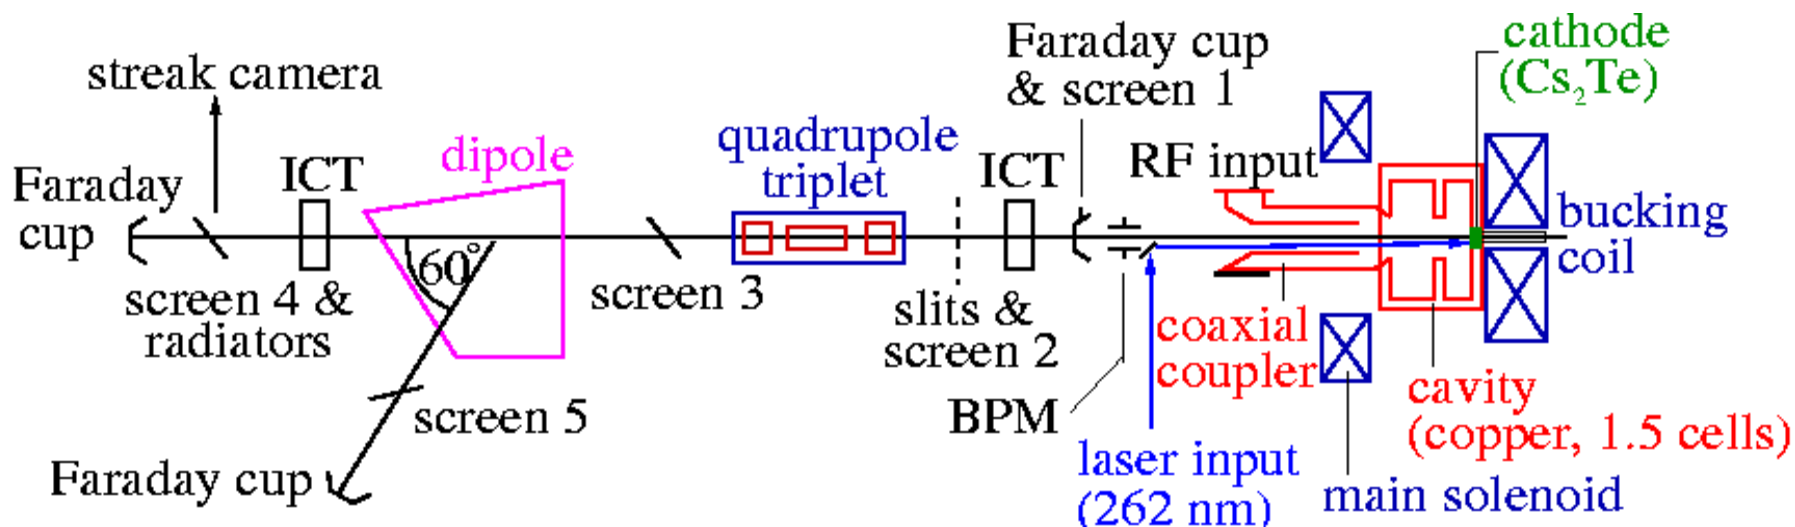 streak camera
Faraday
cup
ICT
dipole
quadrupole
triplet
ICT
Faraday cup
& screen 1
RF input
cathode
(Cs₂Te)
bucking
coil
60°
screen 4 &
radiators
screen 3
slits &
screen 2
BPM
coaxial
coupler
cavity
(copper, 1.5 cells)
screen 5
Faraday cup
laser input
(262 nm)
main solenoid